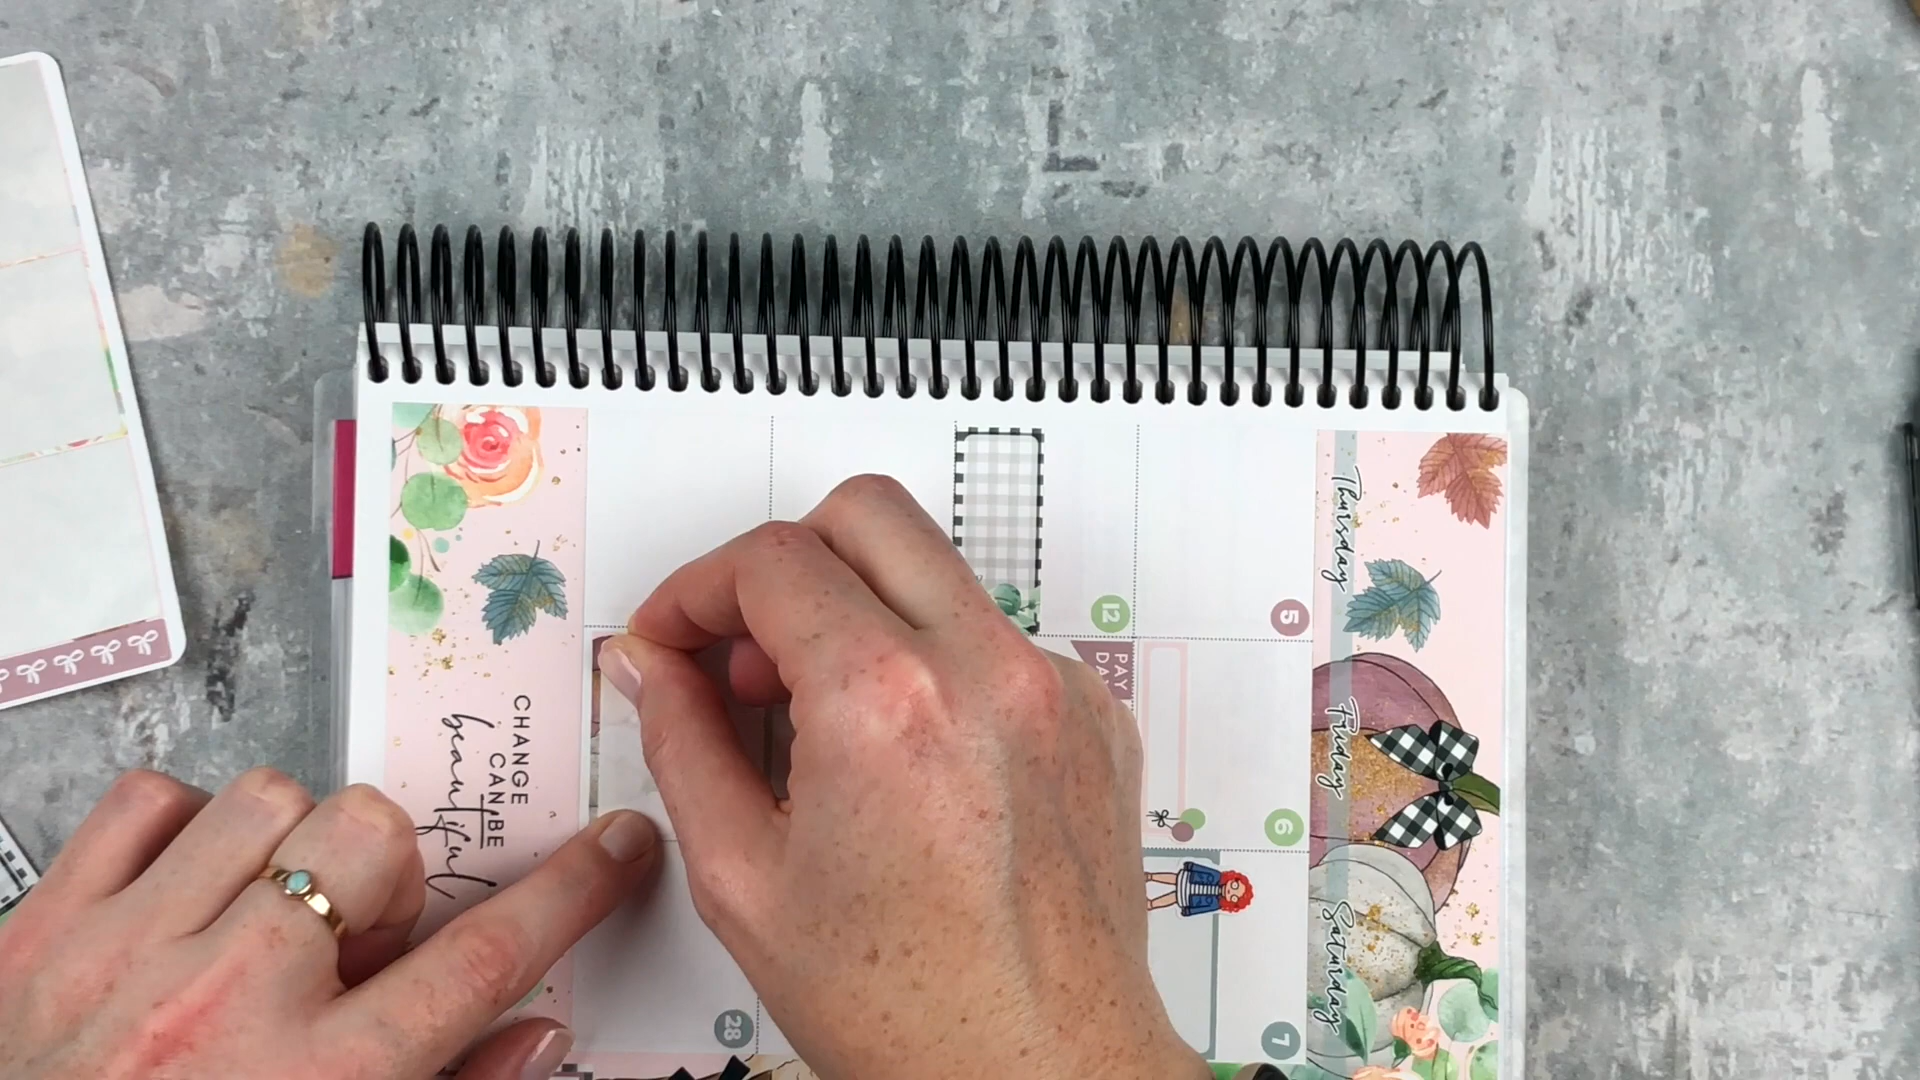 Thursday
Friday
Saturday
5
6
7
12
PAY
DAY
28
CHANGE
CAN BE
beautiful